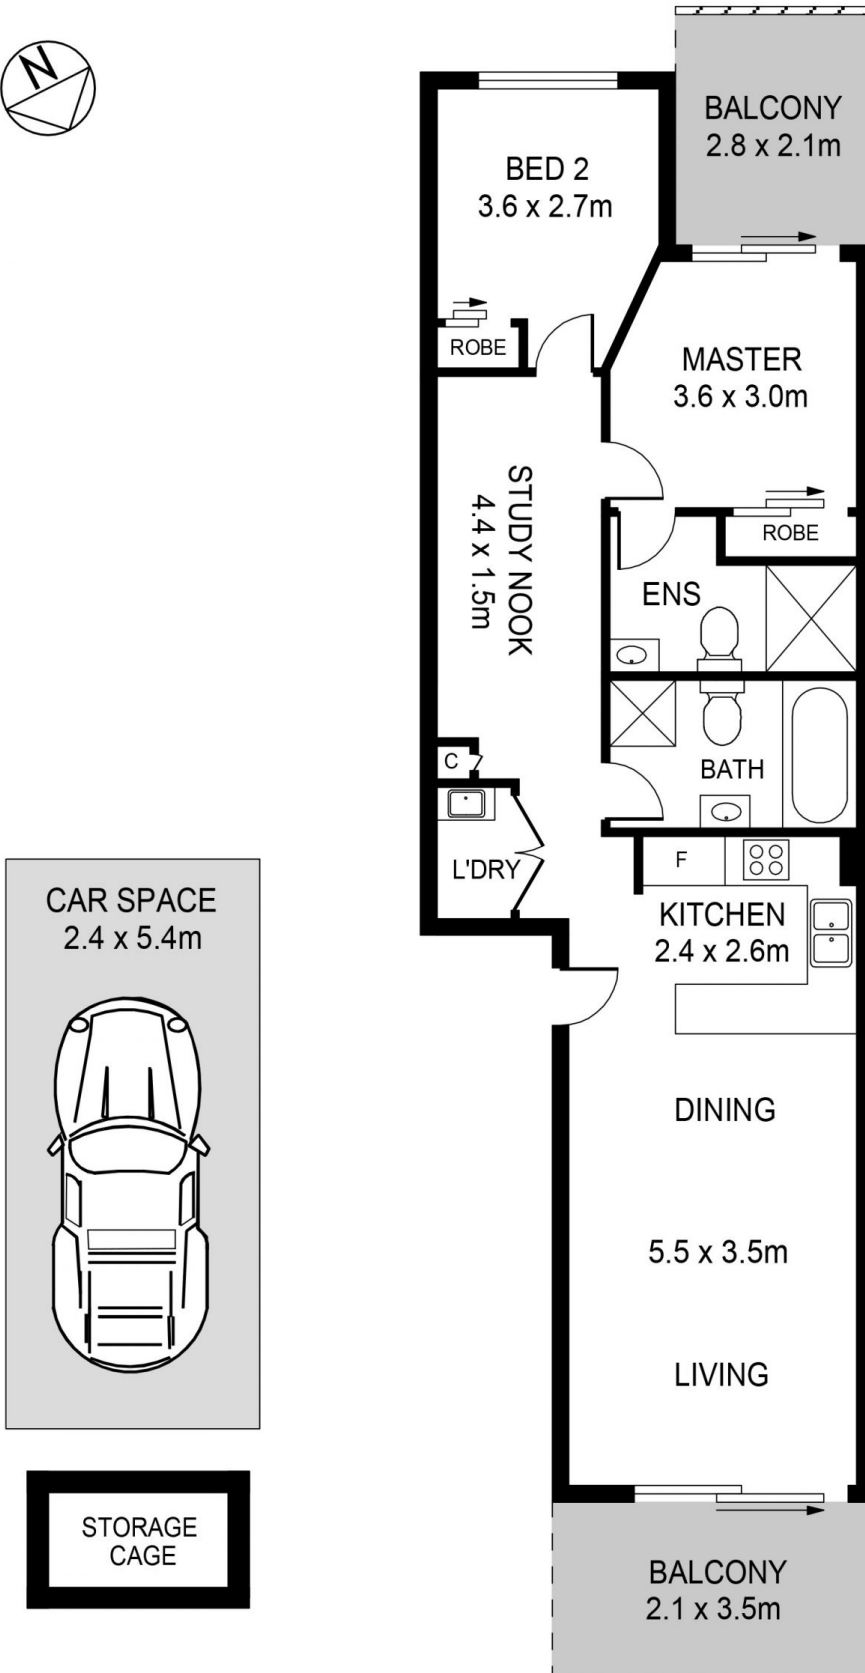 N
BALCONY
2.8 x 2.1m
BED 2
3.6 x 2.7m
ROBE
MASTER
3.6 x 3.0m
STUDY NOOK
4.4 x 1.5m
ROBE
ENS
C
BATH
L'DRY
F
KITCHEN
2.4 x 2.6m
CAR SPACE
2.4 x 5.4m
DINING
5.5 x 3.5m
LIVING
STORAGE
CAGE
BALCONY
2.1 x 3.5m